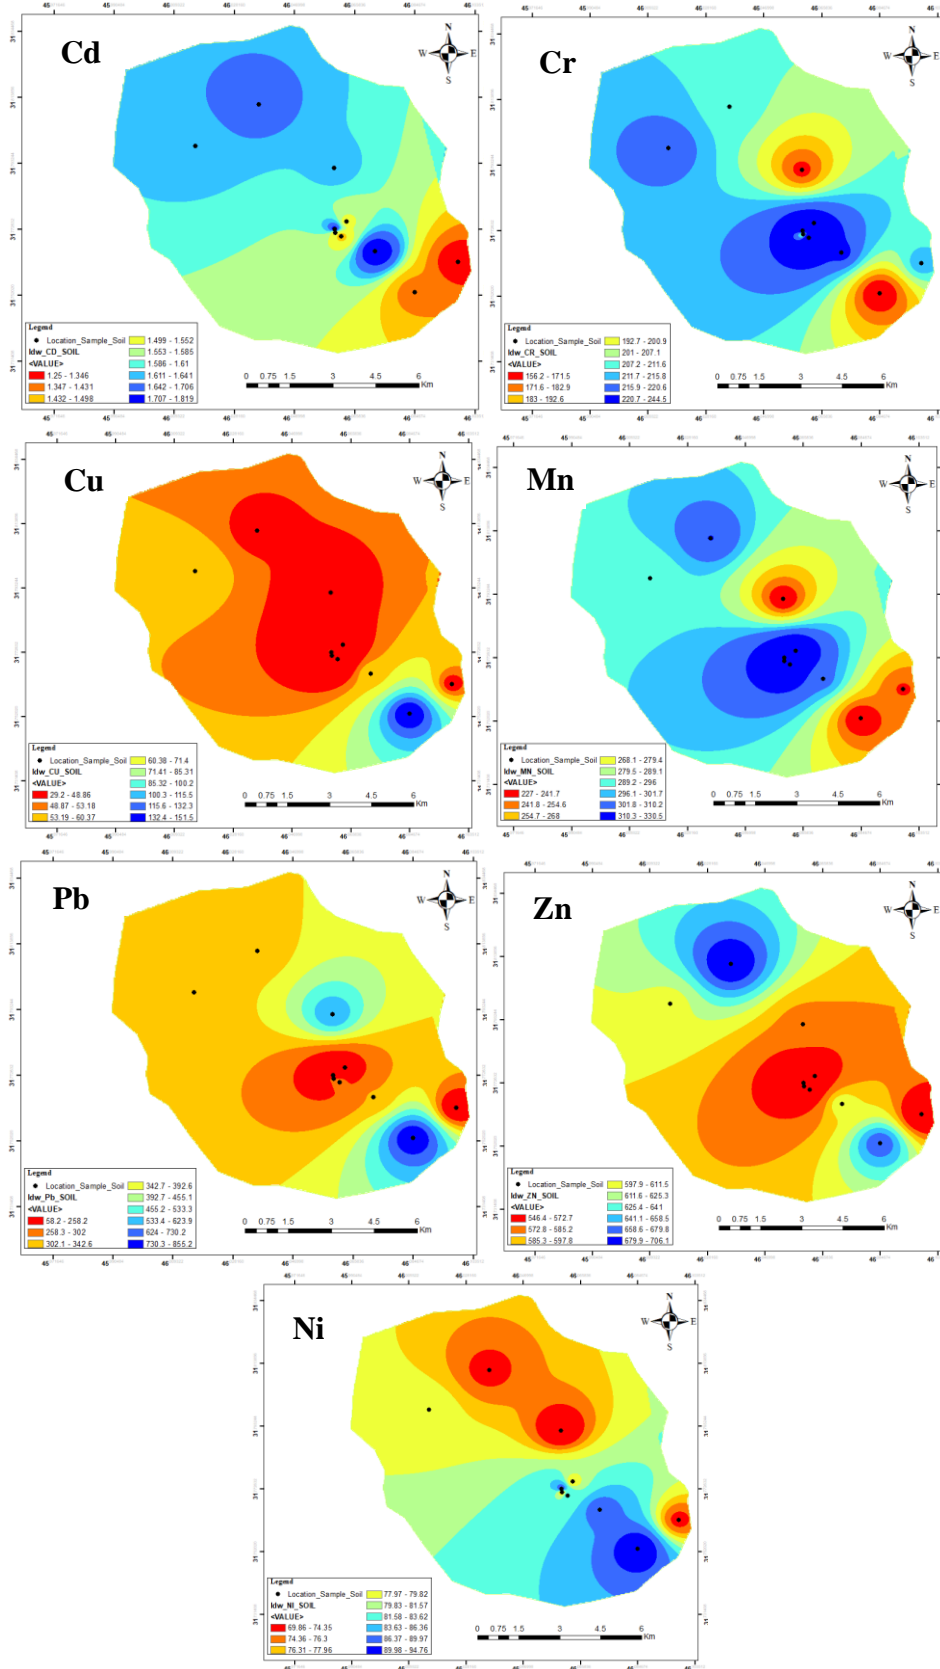 Cd
N
W E
S
Legend
Location_Sample_Soil
Idw_CD_SOIL
<VALUE>
1.25 - 1.346
1.347 - 1.431
1.432 - 1.498
1.499 - 1.552
1.553 - 1.585
1.586 - 1.61
1.611 - 1.641
1.642 - 1.706
1.707 - 1.819
0 0.75 1.5 3 4.5 6
Km
Cr
N
W E
S
Legend
Location_Sample_Soil
Idw_CR_SOIL
<VALUE>
156.2 - 171.5
171.6 - 182.9
183 - 192.6
192.7 - 200.9
201 - 207.1
207.2 - 211.6
211.7 - 215.8
215.9 - 220.6
220.7 - 244.5
0 0.75 1.5 3 4.5 6
Km
Cu
N
W E
S
Legend
Location_Sample_Soil
Idw_CU_SOIL
<VALUE>
29.2 - 48.86
48.87 - 53.18
53.19 - 60.37
60.38 - 71.4
71.41 - 85.31
85.32 - 100.2
100.3 - 115.5
115.6 - 132.3
132.4 - 151.5
0 0.75 1.5 3 4.5 6
Km
Mn
N
W E
S
Legend
Location_Sample_Soil
Idw_MN_SOIL
<VALUE>
227 - 241.7
241.8 - 254.6
254.7 - 268
268.1 - 279.4
279.5 - 289.1
289.2 - 296
296.1 - 301.7
301.8 - 310.2
310.3 - 330.5
0 0.75 1.5 3 4.5 6
Km
Pb
N
W E
S
Legend
Location_Sample_Soil
Idw_Pb_SOIL
<VALUE>
58.2 - 258.2
258.3 - 302
302.1 - 342.6
342.7 - 392.6
392.7 - 455.1
455.2 - 533.3
533.4 - 623.9
624 - 730.2
730.3 - 855.2
0 0.75 1.5 3 4.5 6
Km
Zn
N
W E
S
Legend
Location_Sample_Soil
Idw_ZN_SOIL
<VALUE>
546.4 - 572.7
572.8 - 585.2
585.3 - 597.8
597.9 - 611.5
611.6 - 625.3
625.4 - 641
641.1 - 658.5
658.6 - 679.8
679.9 - 706.1
0 0.75 1.5 3 4.5 6
Km
Ni
N
W E
S
Legend
Location_Sample_Soil
Idw_NI_SOIL
<VALUE>
69.86 - 74.35
74.36 - 76.3
76.31 - 77.96
77.97 - 79.82
79.83 - 81.57
81.58 - 83.62
83.63 - 86.36
86.37 - 89.97
89.98 - 94.76
0 0.75 1.5 3 4.5 6
Km